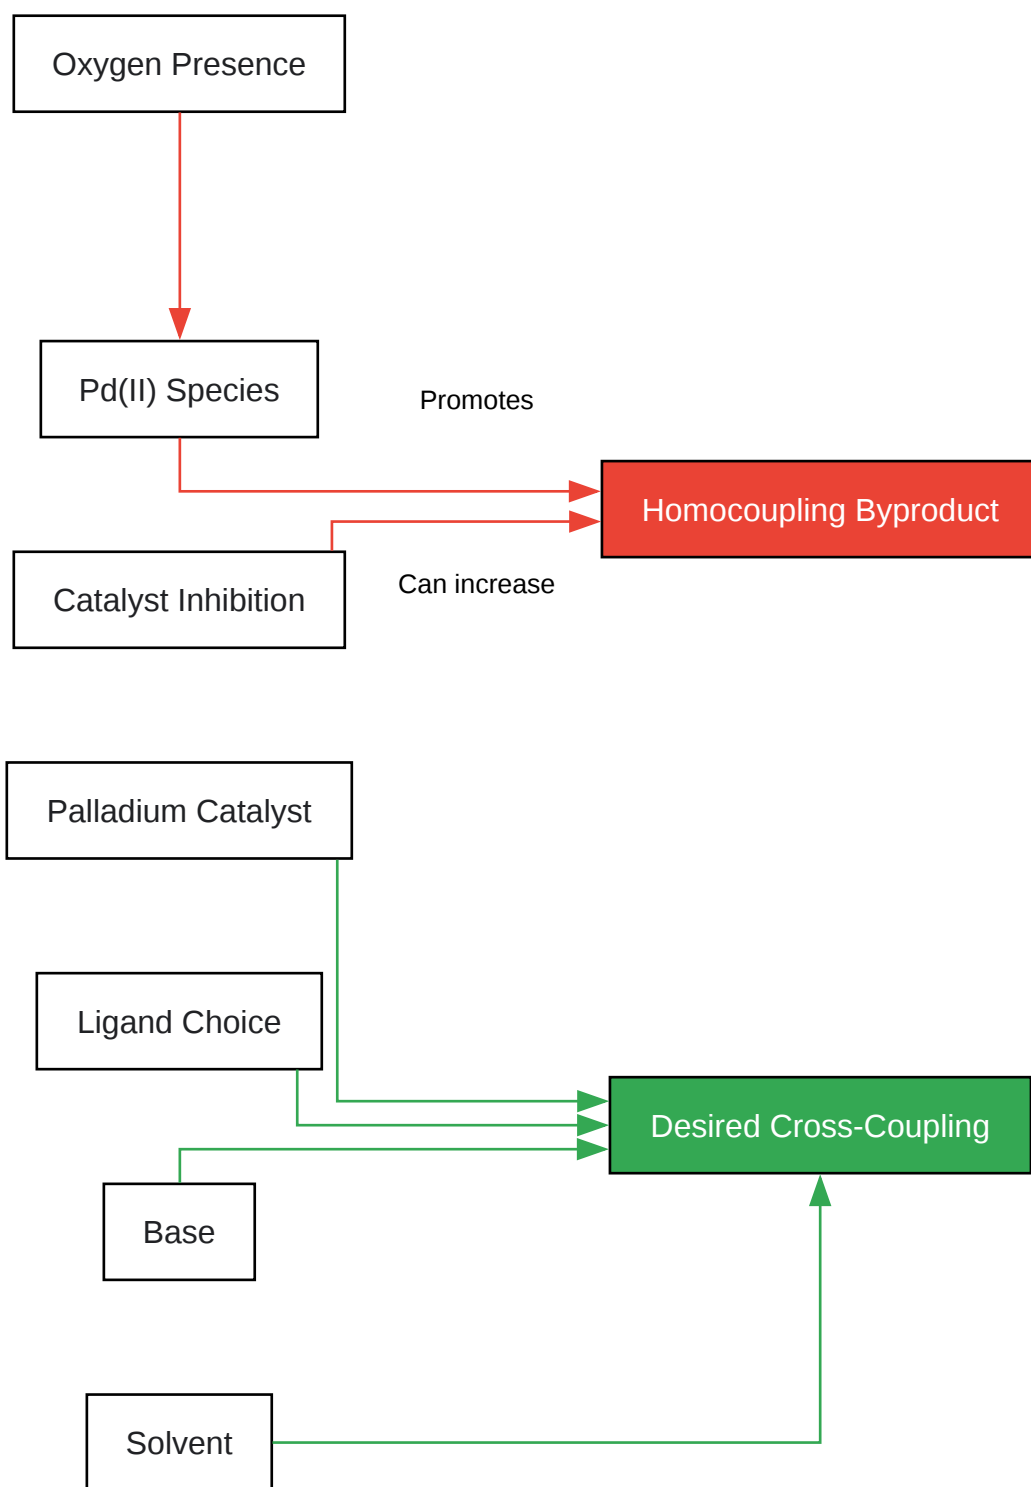 Oxygen Presence
Pd(II) Species
Promotes
Homocoupling Byproduct
Can increase
Catalyst Inhibition
Palladium Catalyst
Ligand Choice
Desired Cross-Coupling
Base
Solvent